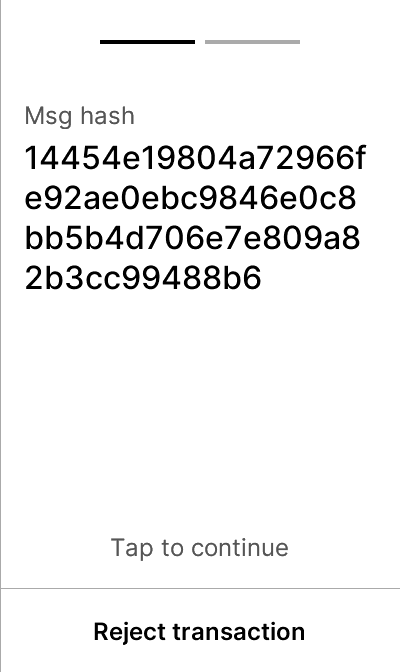 Msg hash
14454e19804a72966f
e92ae0ebc9846e0c8
bb5b4d706e7e809a8
2b3cc99488b6
Tap to continue
Reject transaction